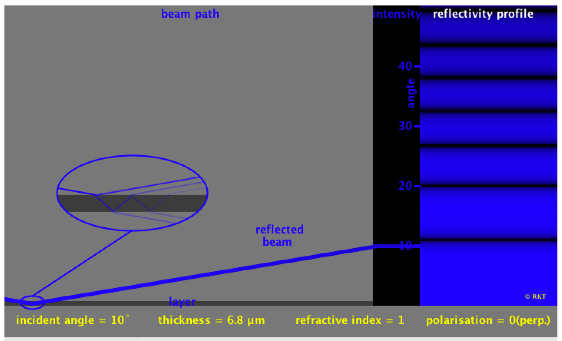 beam path
intensity
reflectivity profile
40
angle
30
20
reflected
beam
10
layer
© RKT
incident angle = 10°
thickness = 6.8 µm
refractive index = 1
polarisation = 0(perp.)